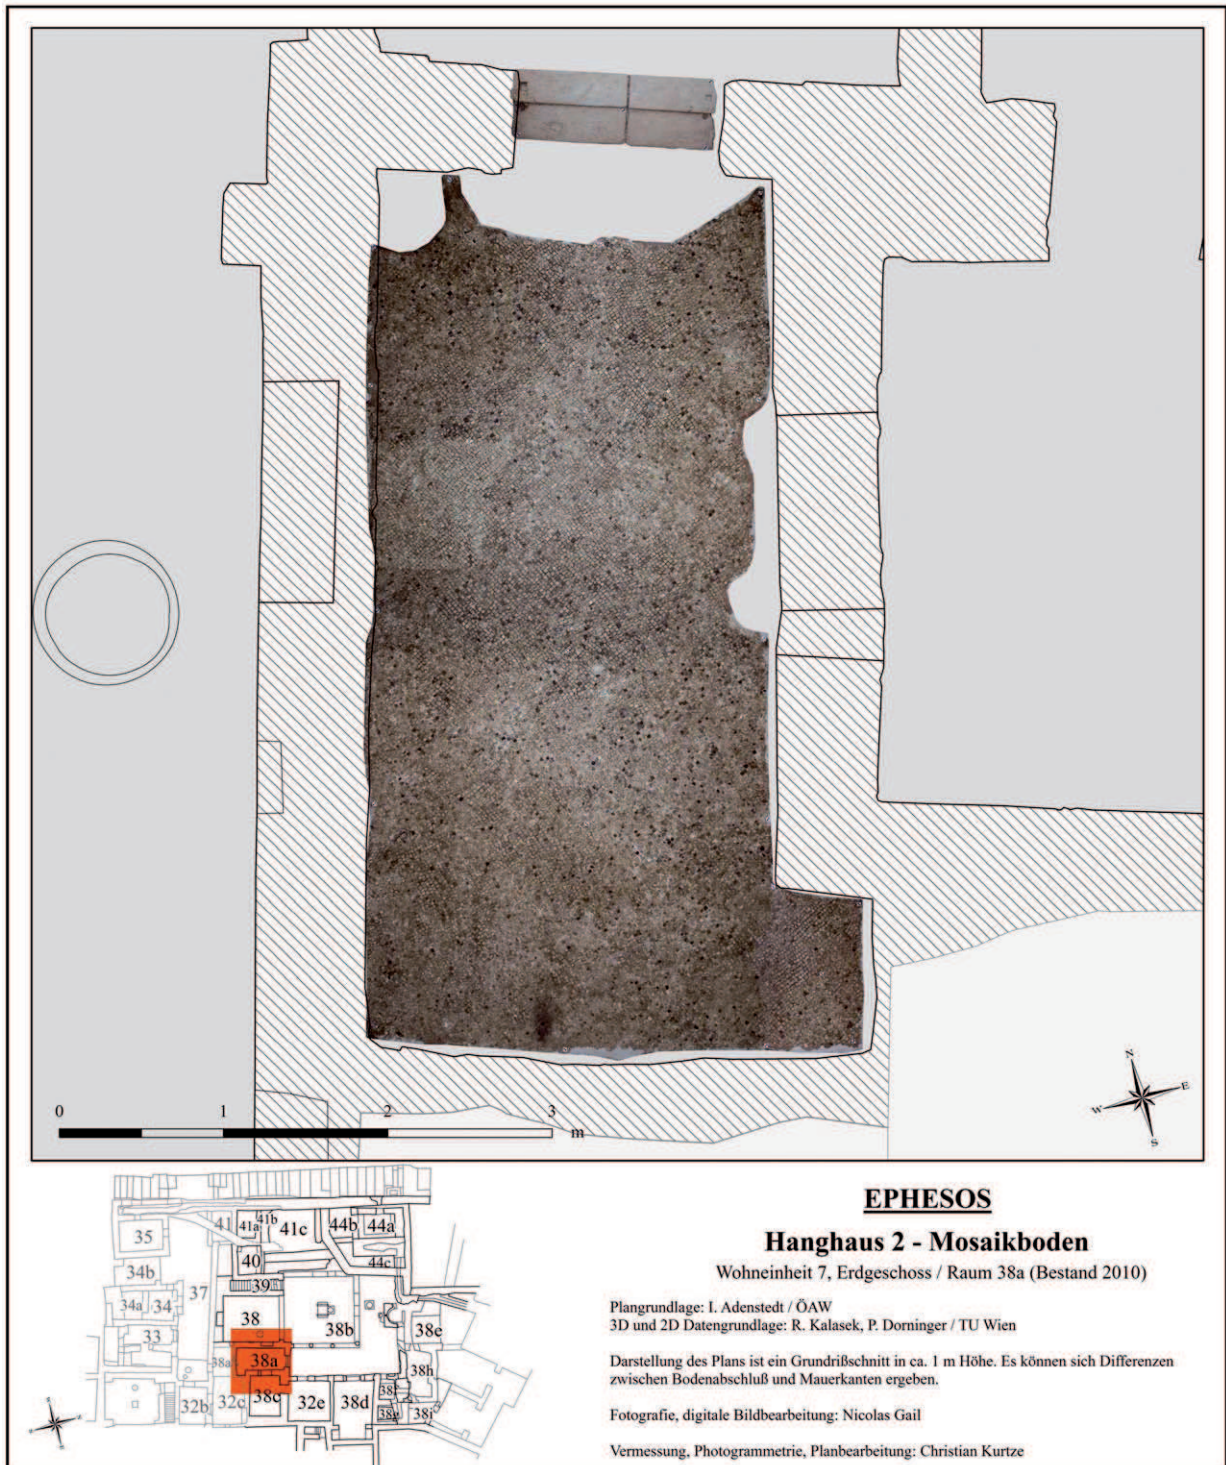 N
E
W
S
0 1 2 3 m
EPHESOS
Hanghaus 2 - Mosaikboden
Wohneinheit 7, Erdgeschoss / Raum 38a (Bestand 2010)
Plangrundlage: I. Adenstedt / ÖAW
3D und 2D Datengrundlage: R. Kalasek, P. Dorninger / TU Wien
Darstellung des Plans ist ein Grundrißschnitt in ca. 1 m Höhe. Es können sich Differenzen
zwischen Bodenabschluß und Mauerkanten ergeben.
Fotografie, digitale Bildbearbeitung: Nicolas Gail
Vermessung, Photogrammetrie, Planbearbeitung: Christian Kurtze
35
41
41a
41b
41c
44b
44a
34b
40
44c
37
39
34a
34
38
38b
38e
33
38a
38a
38h
32b
32c
38c
32e
38d
38i